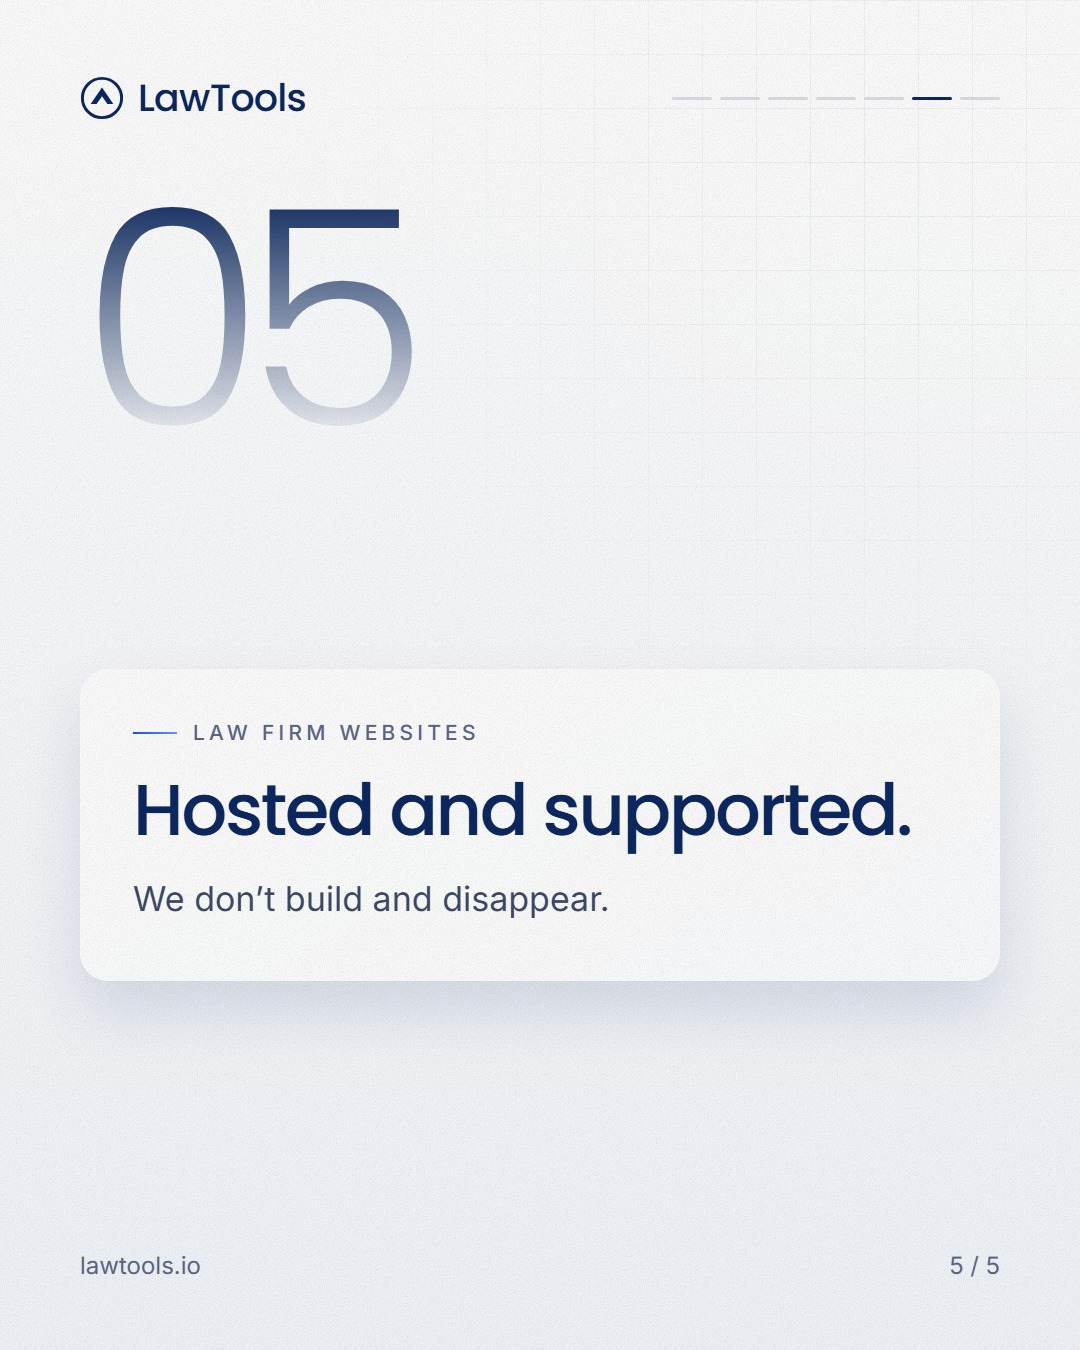 LawTools
05
LAW FIRM WEBSITES
Hosted and supported.
We don’t build and disappear.
lawtools.io
5 / 5